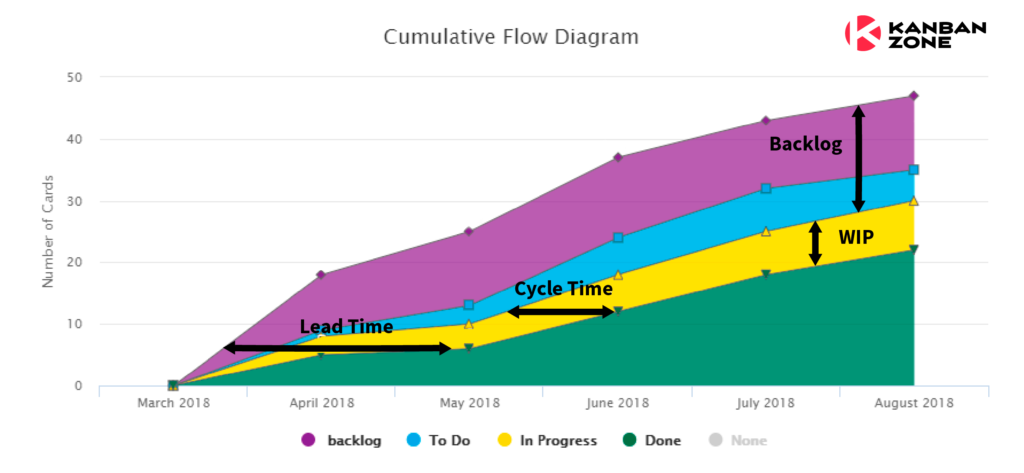 Cumulative Flow Diagram
KANBAN
ZONE
Number of Cards
50
40
30
20
10
0
Backlog
WIP
Cycle Time
Lead Time
March 2018
April 2018
May 2018
June 2018
July 2018
August 2018
backlog
To Do
In Progress
Done
None